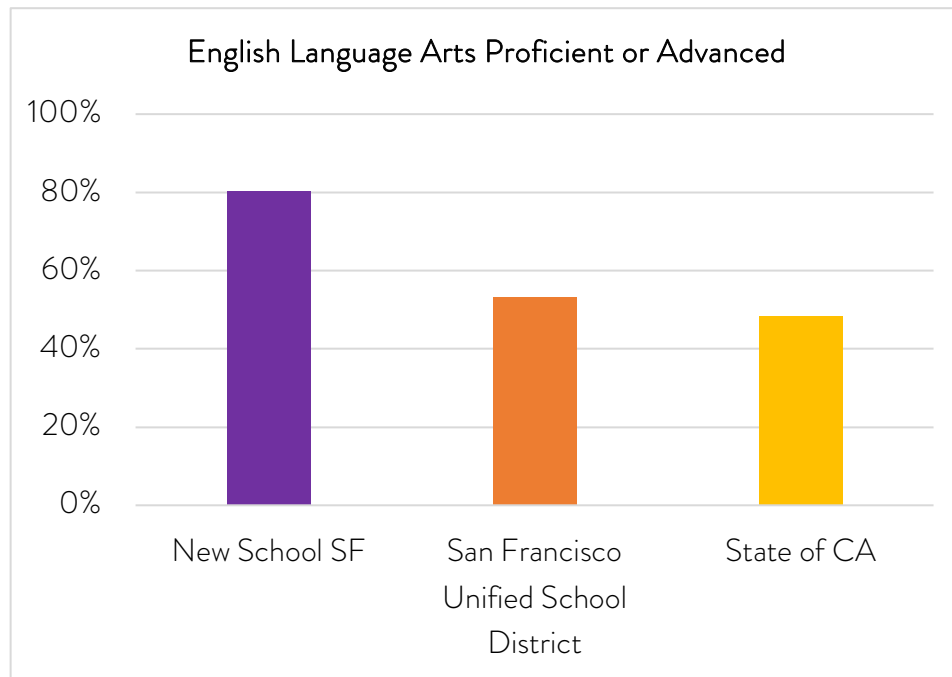 English Language Arts Proficient or Advanced
100%
80%
60%
40%
20%
0%
New School SF
San Francisco
Unified School
District
State of CA